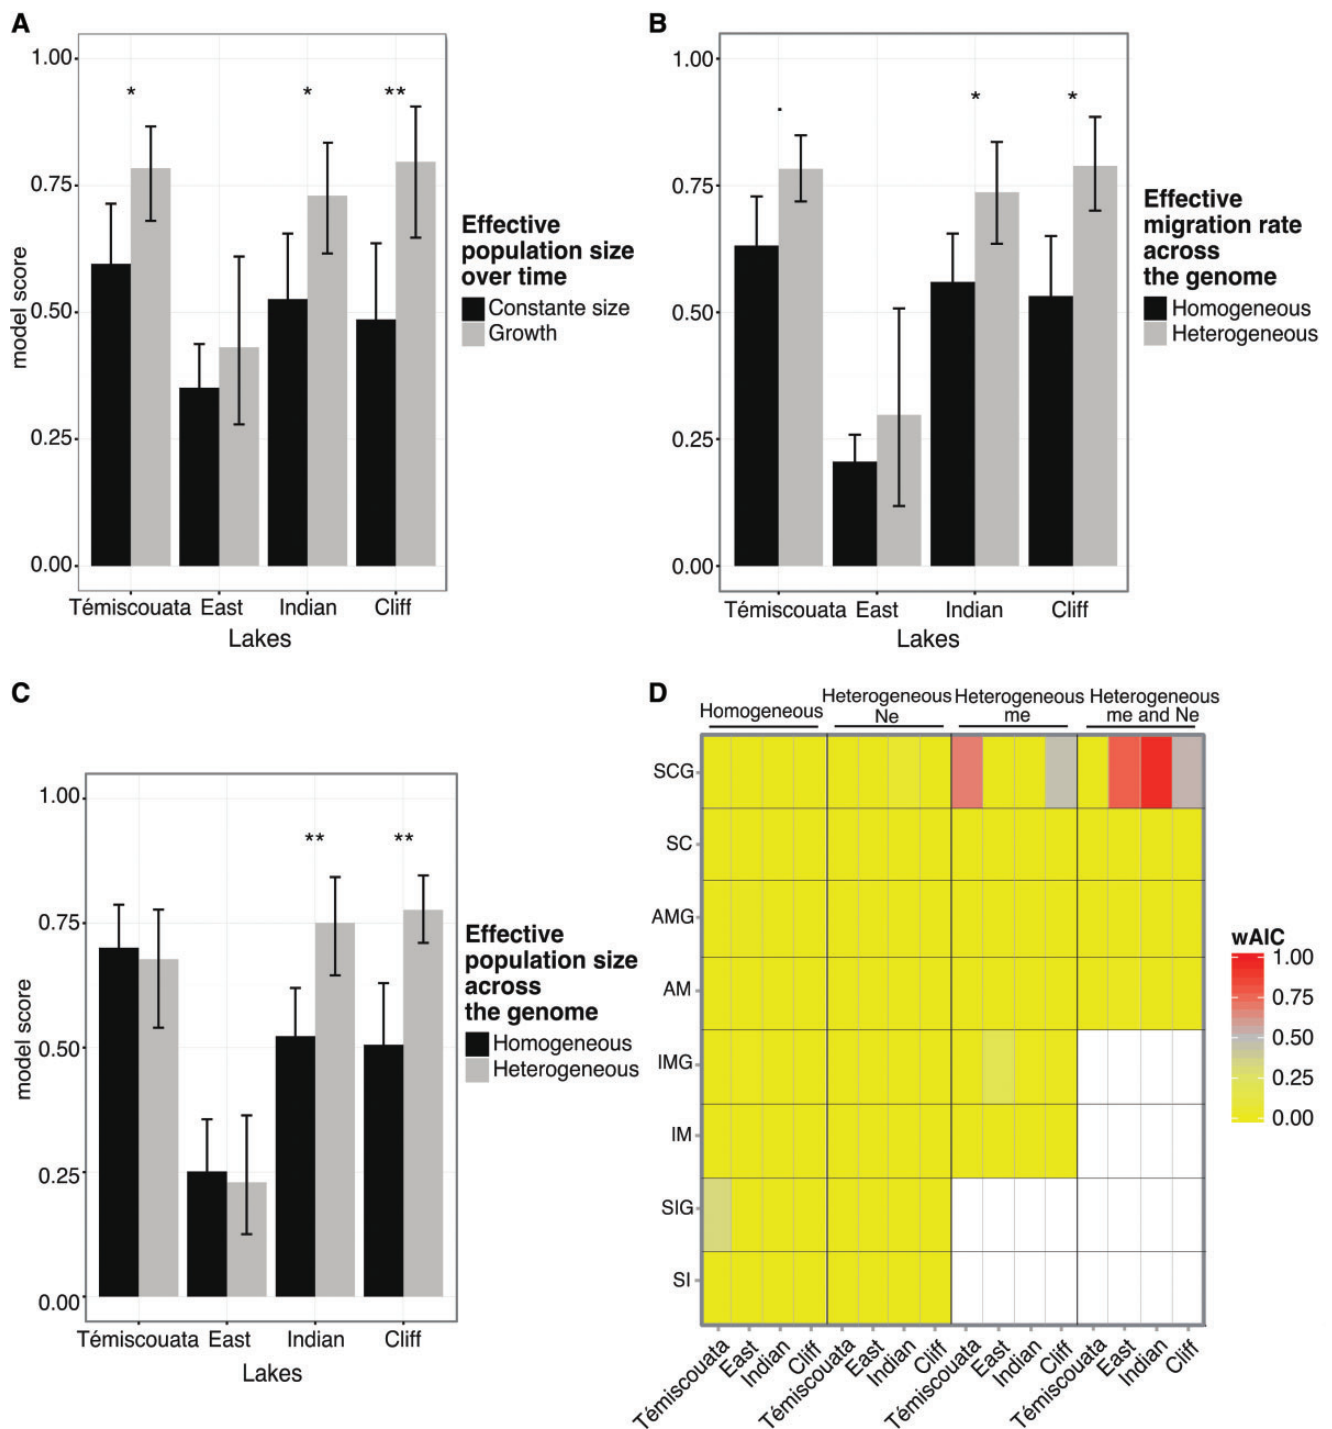 A
1.00
0.75
0.50
0.25
0.00
model score
* * **
Témiscouata East Indian Cliff
Lakes
Effective
population size
over time
Constante size
Growth
B
1.00
0.75
0.50
0.25
0.00
. * *
Témiscouata East Indian Cliff
Lakes
Effective
migration rate
across
the genome
Homogeneous
Heterogeneous
C
1.00
0.75
0.50
0.25
0.00
model score
** **
Témiscouata East Indian Cliff
Lakes
Effective
population size
across
the genome
Homogeneous
Heterogeneous
D
Homogeneous
Heterogeneous
Ne
Heterogeneous
me
Heterogeneous
me and Ne
SCG
SC
AMG
AM
IMG
IM
SIG
SI
Témiscouata
East
Indian
Cliff
Témiscouata
East
Indian
Cliff
Témiscouata
East
Indian
Cliff
Témiscouata
East
Indian
Cliff
wAIC
1.00
0.75
0.50
0.25
0.00